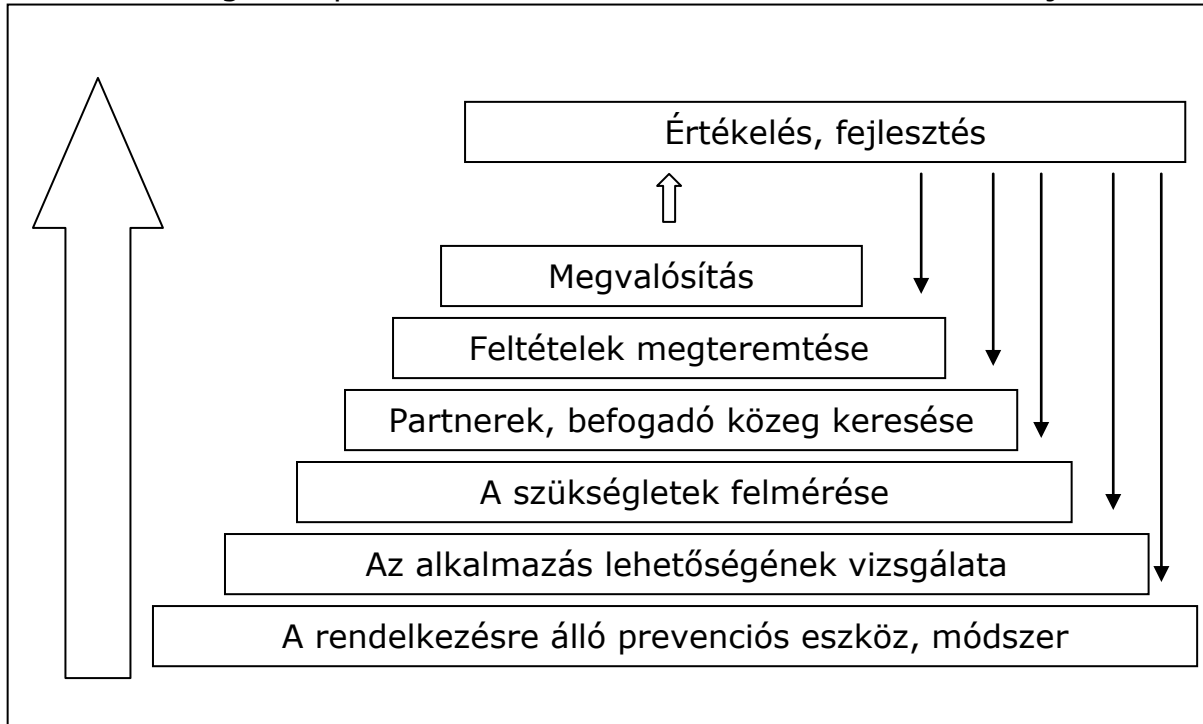 Értékelés, fejlesztés
Megvalósítás
Feltételek megteremtése
Partnerek, befogadó közeg keresése
A szükségletek felmérése
Az alkalmazás lehetőségének vizsgálata
A rendelkezésre álló prevenciós eszköz, módszer